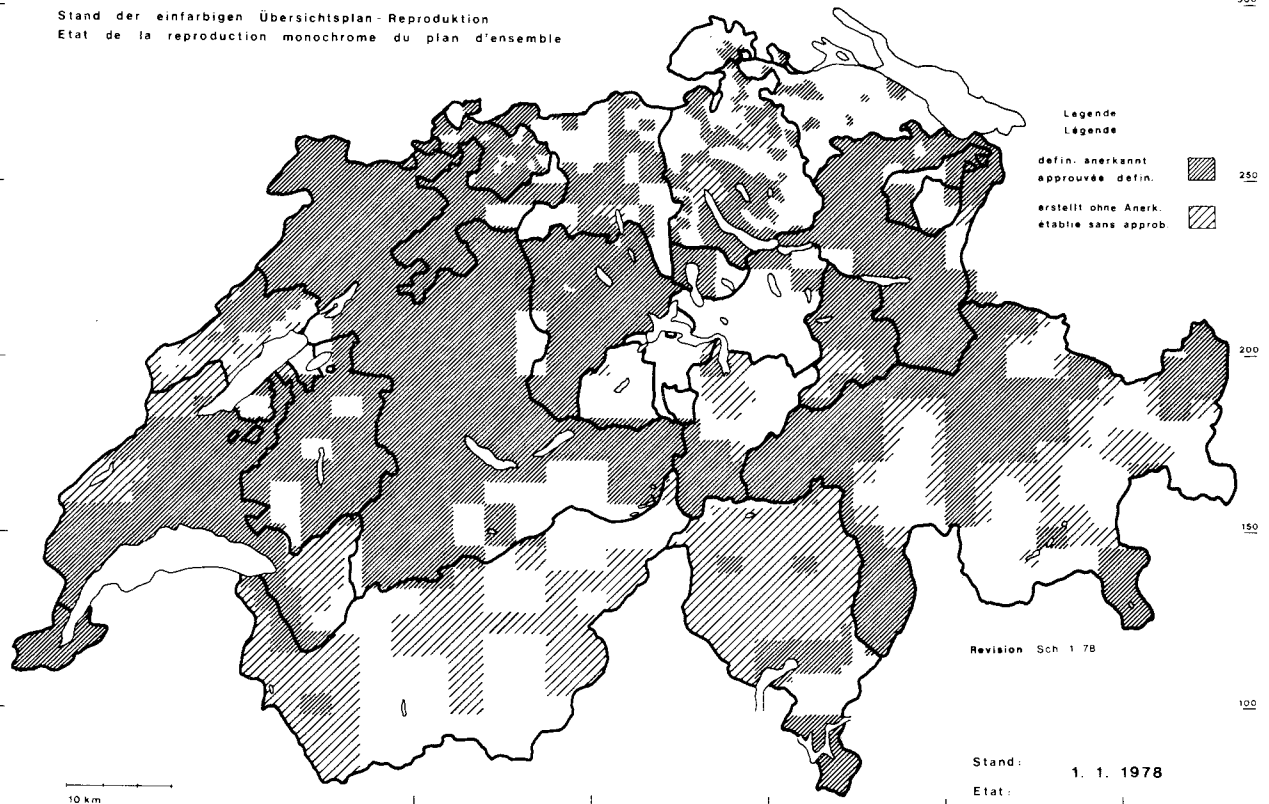 Stand der einfarbigen Übersichtsplan - Reproduktion
Etat de la reproduction monochrome du plan d'ensemble
300
Legende
Légende
defin. anerkannt
approuvée defin.
250
erstellt ohne Anerk.
établie sans approb.
200
150
Revision Sch 1 78
100
Stand: 1. 1. 1978
Etat:
10 km